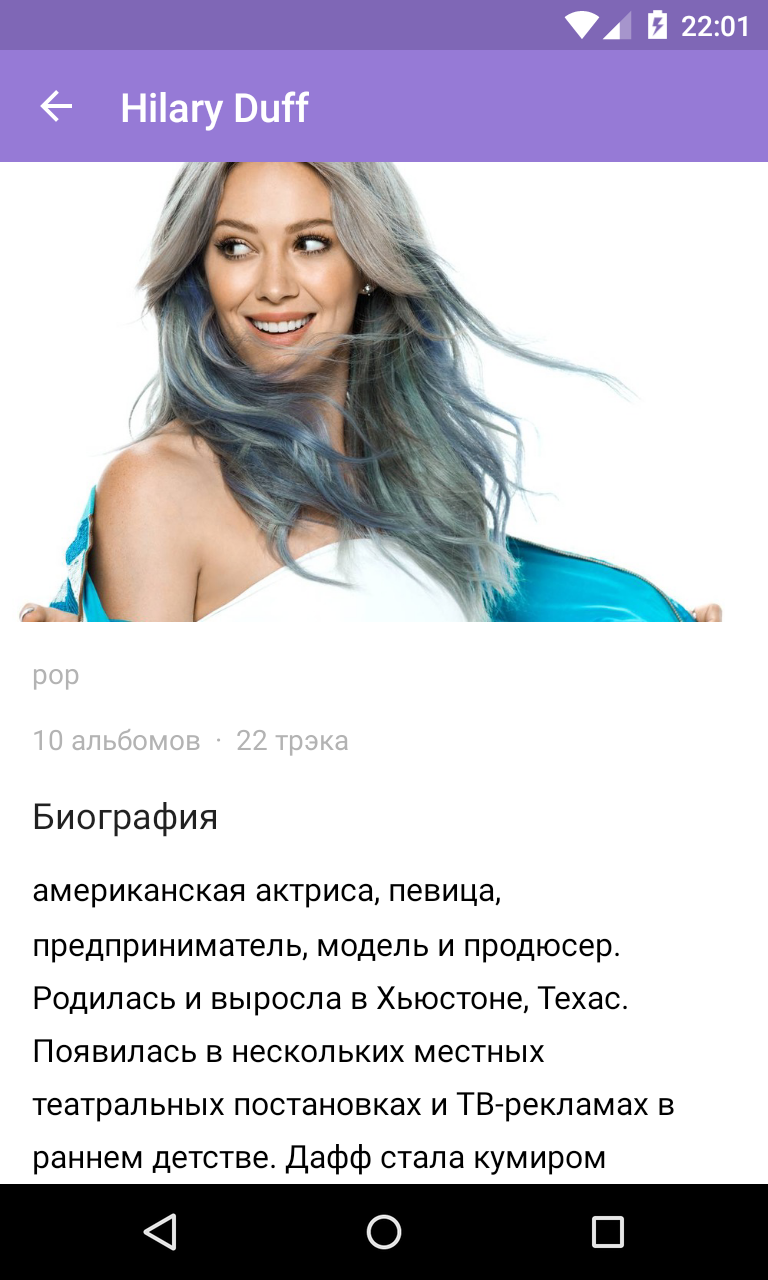 22:01
Hilary Duff
pop
10 альбомов · 22 трэка
Биография
американская актриса, певица,
предприниматель, модель и продюсер.
Родилась и выросла в Хьюстоне, Техас.
Появилась в нескольких местных
театральных постановках и ТВ-рекламах в
раннем детстве. Дафф стала кумиром